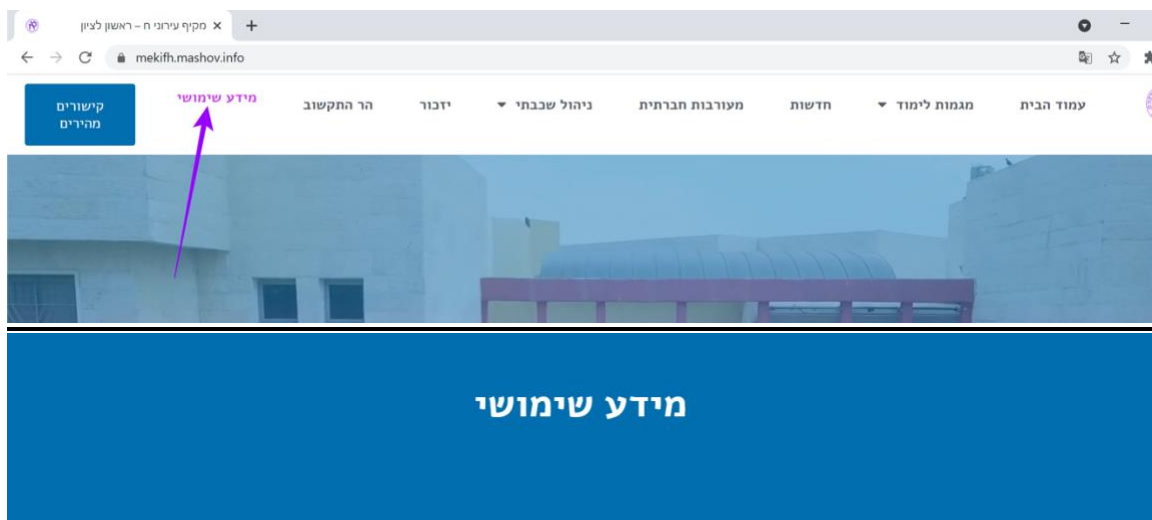 מקיף עירוני ח – ראשון לציון
mekifh.mashov.info
עמוד הבית
מגמות לימוד
חדשות
מעורבות חברתית
ניהול שכבתי
יזכור
הר התקשוב
מידע שימושי
קישורים
מהירים
מידע שימושי